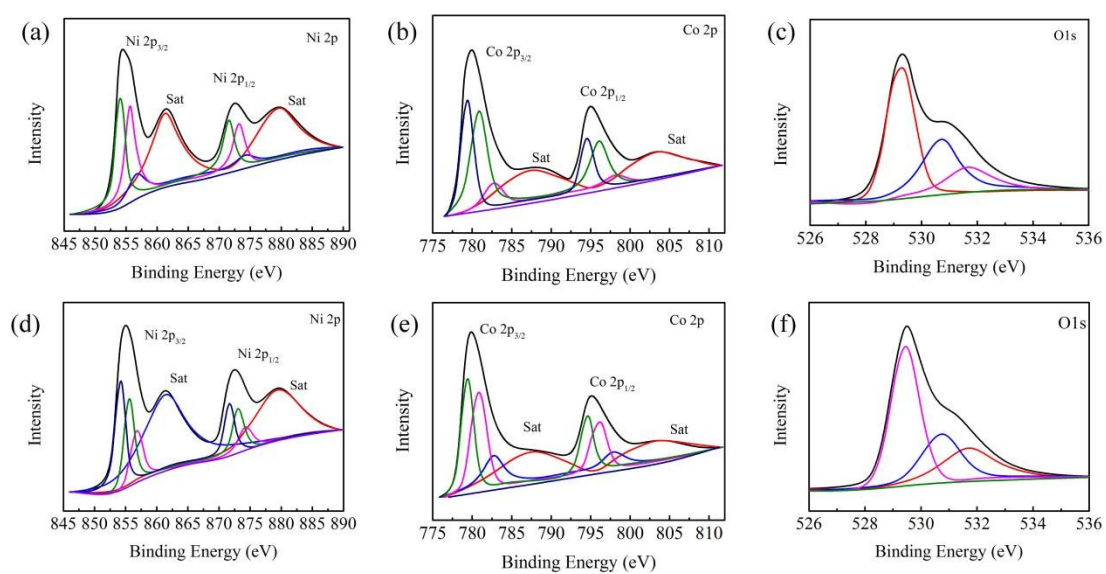 (a)
Ni 2p3/2
Ni 2p
Sat
Ni 2p1/2
Sat
Intensity
845 850 855 860 865 870 875 880 885 890
Binding Energy (eV)
(b)
Co 2p
Co 2p3/2
Co 2p1/2
Sat
Sat
Intensity
775 780 785 790 795 800 805 810
Binding Energy (eV)
(c)
O1s
Intensity
526 528 530 532 534 536
Binding Energy (eV)
(d)
Ni 2p
Ni 2p3/2
Ni 2p1/2
Sat
Sat
Intensity
845 850 855 860 865 870 875 880 885 890
Binding Energy (eV)
(e)
Co 2p
Co 2p3/2
Co 2p1/2
Sat
Sat
Intensity
775 780 785 790 795 800 805 810
Binding Energy (eV)
(f)
O1s
Intensity
526 528 530 532 534 536
Binding Energy (eV)